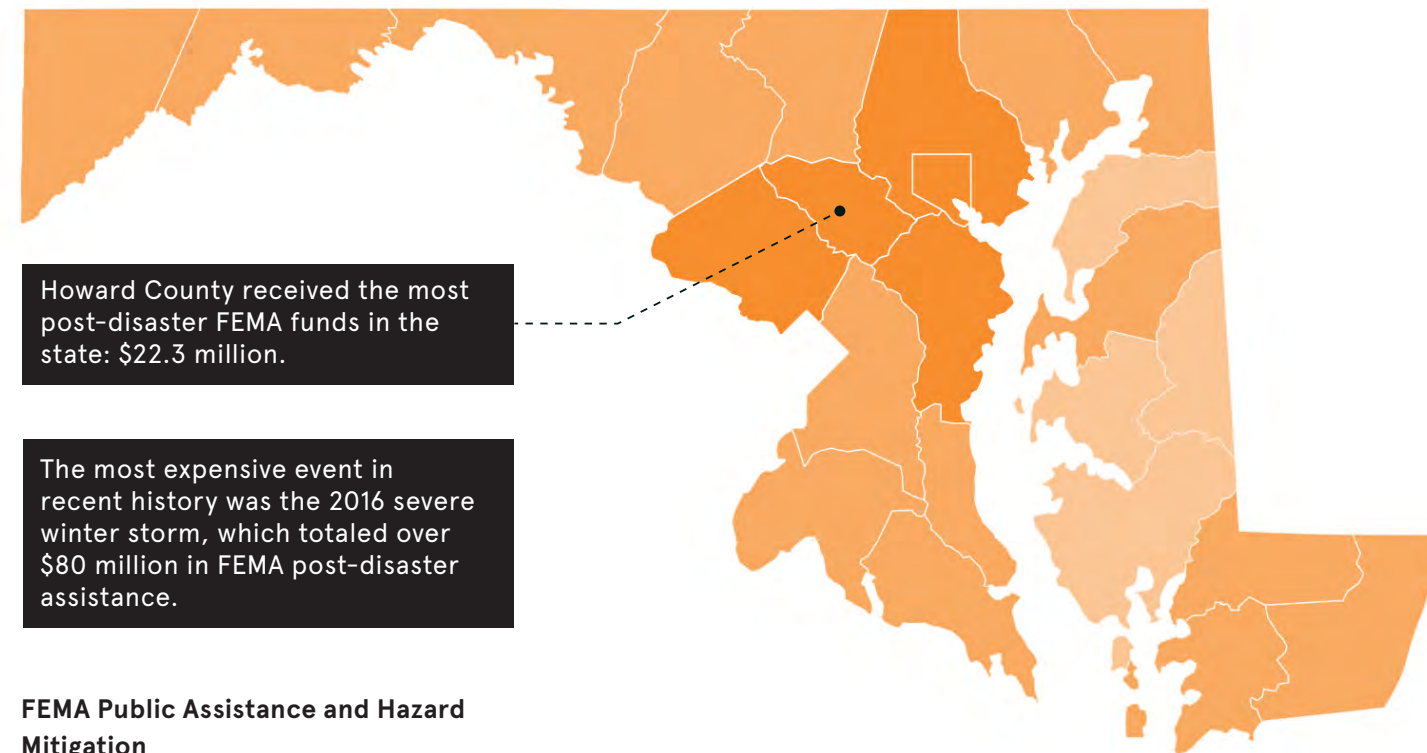 Howard County received the most
post-disaster FEMA funds in the
state: $22.3 million.
The most expensive event in
recent history was the 2016 severe
winter storm, which totaled over
$80 million in FEMA post-disaster
assistance.
FEMA Public Assistance and Hazard
Mitigation